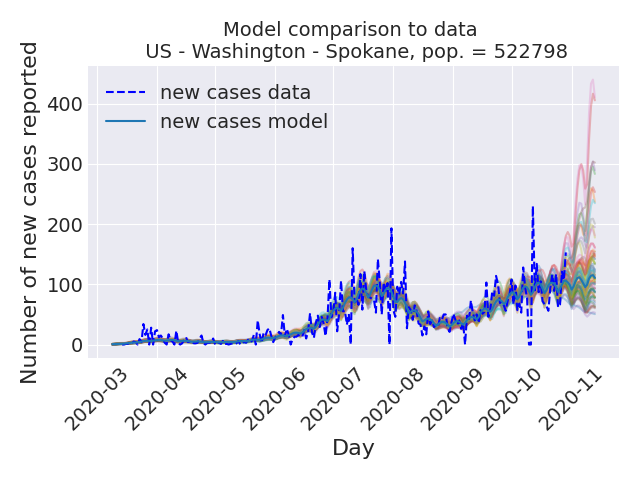 Model comparison to data
US - Washington - Spokane, pop. = 522798
Number of new cases reported
new cases data
new cases model
400
300
200
100
0
2020-03
2020-04
2020-05
2020-06
2020-07
2020-08
2020-09
2020-10
2020-11
Day